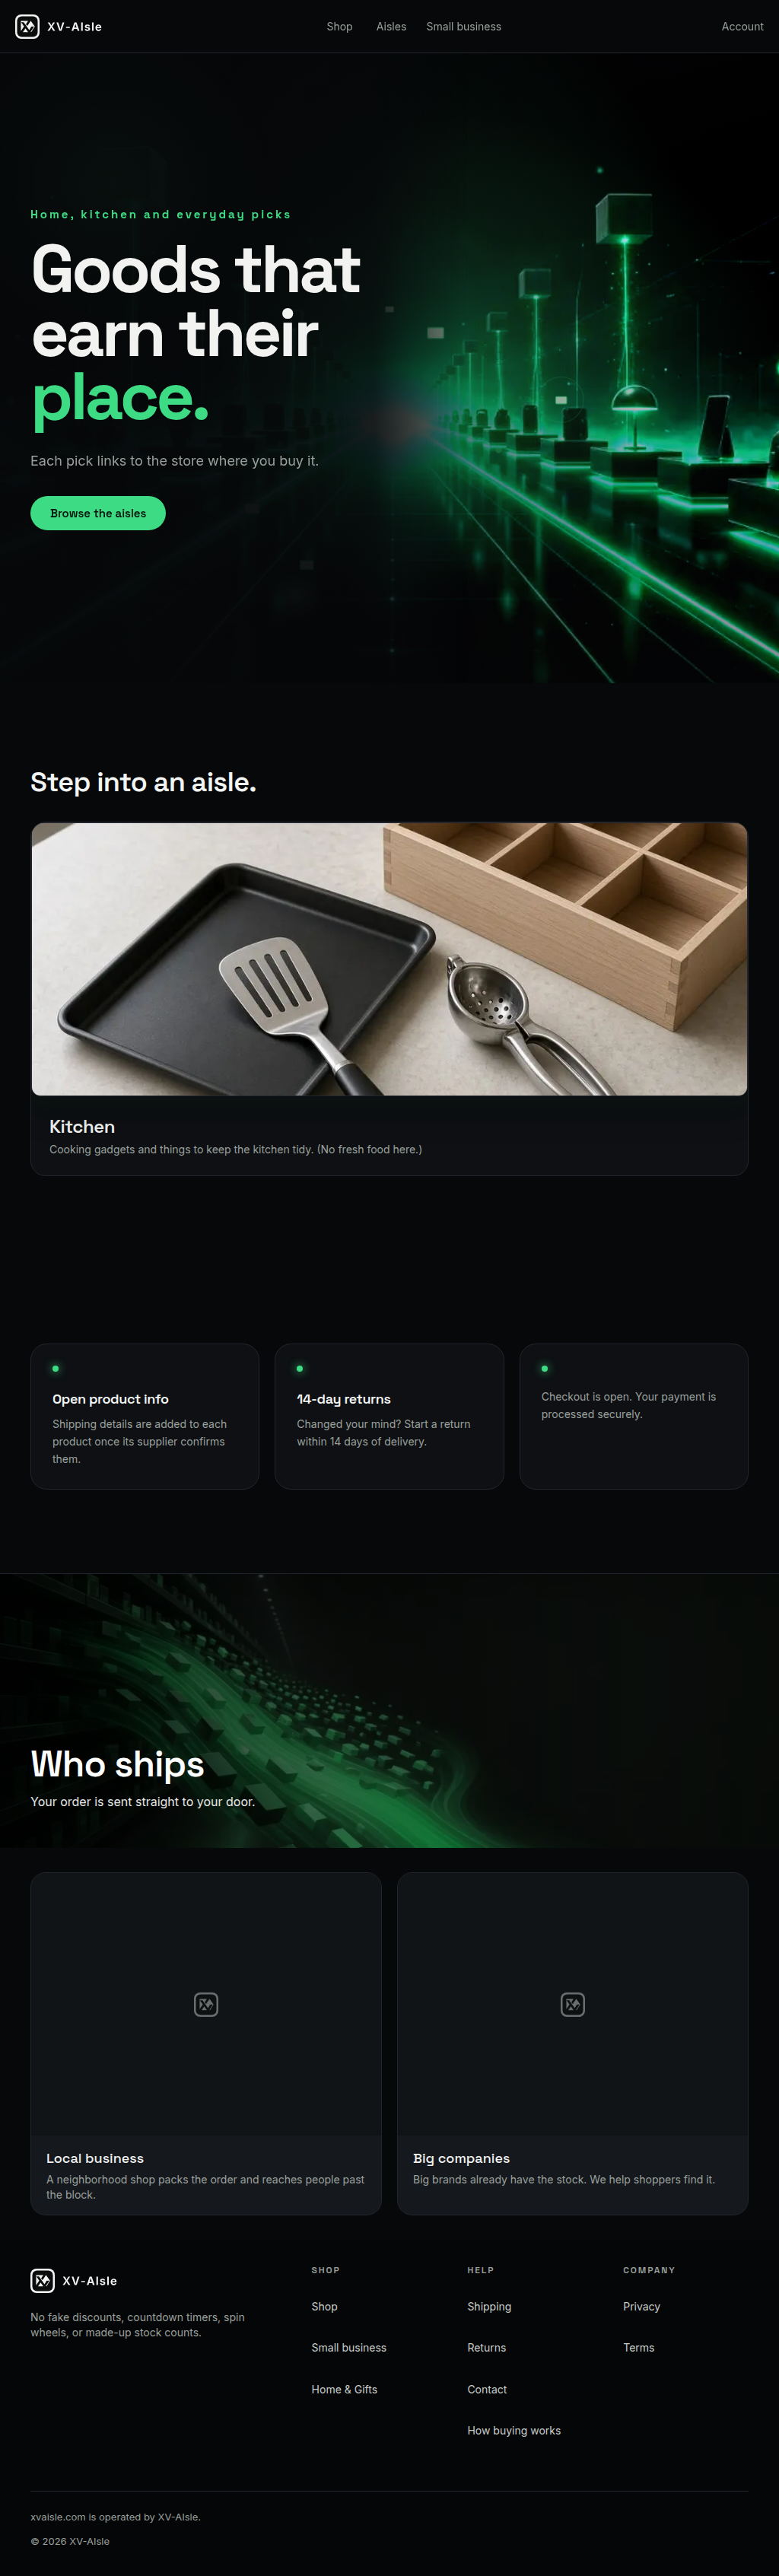 XV-AIsle
Shop Aisles Small business
Account
Home, kitchen and everyday picks
Goods that
earn their
place.
Each pick links to the store where you buy it.
Browse the aisles
Step into an aisle.
Kitchen
Cooking gadgets and things to keep the kitchen tidy. (No fresh food here.)
Open product info
Shipping details are added to each
product once its supplier confirms
them.
14-day returns
Changed your mind? Start a return
within 14 days of delivery.
Checkout is open. Your payment is
processed securely.
Who ships
Your order is sent straight to your door.
Local business
A neighborhood shop packs the order and reaches people past
the block.
Big companies
Big brands already have the stock. We help shoppers find it.
XV-AIsle
No fake discounts, countdown timers, spin
wheels, or made-up stock counts.
SHOP
Shop
Small business
Home & Gifts
HELP
Shipping
Returns
Contact
How buying works
COMPANY
Privacy
Terms
xvaisle.com is operated by XV-AIsle.
© 2026 XV-AIsle